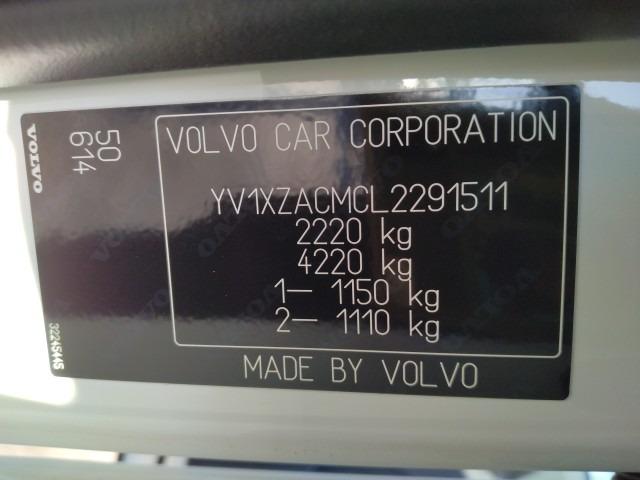 VOLVO
50
614
32245445
VOLVO CAR CORPORATION
YV1XZACMCL2291511
2220 kg
4220 kg
1- 1150 kg
2- 1110 kg
MADE BY VOLVO